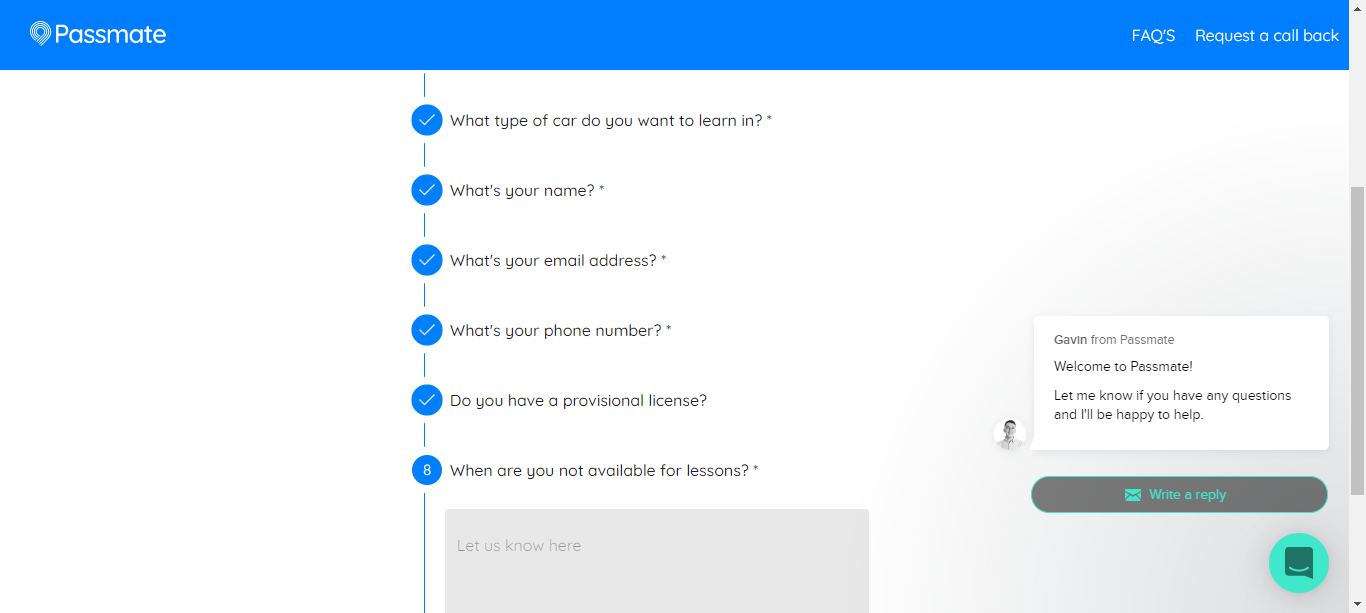 Passmate
FAQ'S
Request a call back
What type of car do you want to learn in? *
What's your name? *
What's your email address? *
What's your phone number? *
Do you have a provisional license?
8 When are you not available for lessons? *
Let us know here
Gavin from Passmate
Welcome to Passmate!
Let me know if you have any questions
and I'll be happy to help.
Write a reply